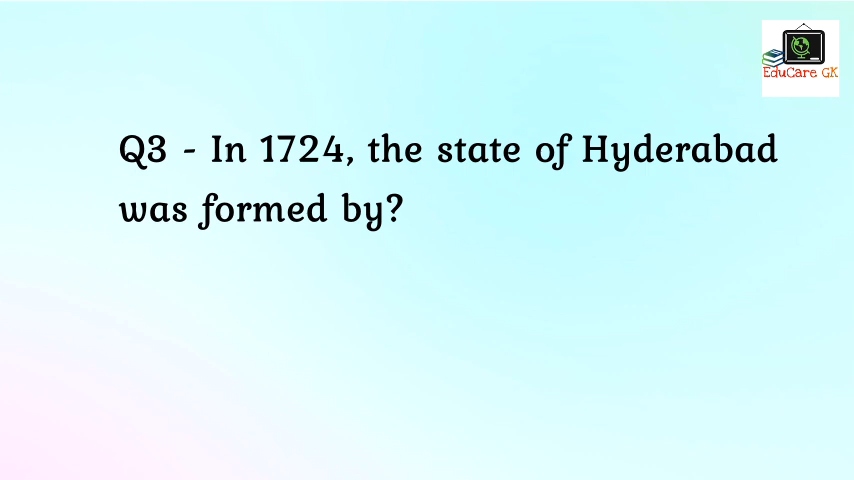 EduCare GK
Q3 - In 1724, the state of Hyderabad
was formed by?